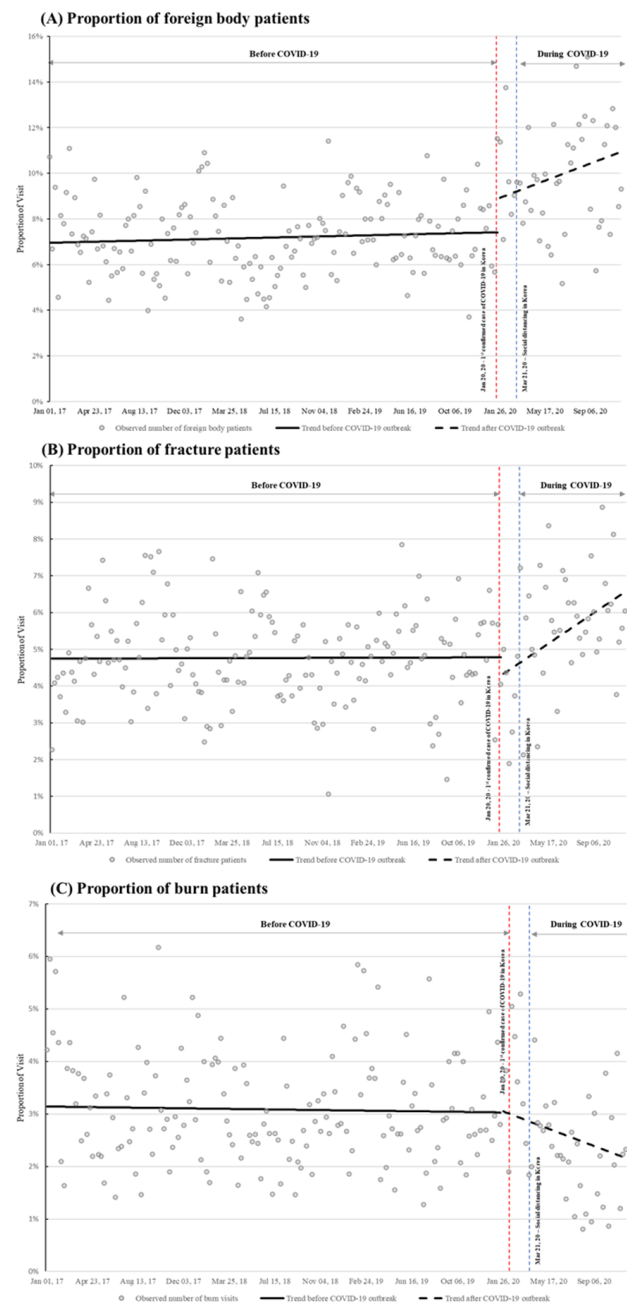 (A) Proportion of foreign body patients
16%
Before COVID-19
During COVID-19
14%
12%
10%
8%
6%
4%
2%
0%
Proportion of Visit
Jan 20, 20 - 1st confirmed case of COVID-19 in Korea
Mar 21, 20 - Social distancing in Korea
Jan 01, 17 Apr 23, 17 Aug 13, 17 Dec 03, 17 Mar 25, 18 Jul 15, 18 Nov 04, 18 Feb 24, 19 Jun 16, 19 Oct 06, 19 Jan 26, 20 May 17, 20 Sep 06, 20
Observed number of foreign body patients Trend before COVID-19 outbreak Trend after COVID-19 outbreak
(B) Proportion of fracture patients
10%
Before COVID-19
During COVID-19
9%
8%
7%
6%
5%
4%
3%
2%
1%
0%
Proportion of Visit
Jan 20, 20 - 1st confirmed case of COVID-19 in Korea
Mar 21, 20 - Social distancing in Korea
Jan 01, 17 Apr 23, 17 Aug 13, 17 Dec 03, 17 Mar 25, 18 Jul 15, 18 Nov 04, 18 Feb 24, 19 Jun 16, 19 Oct 06, 19 Jan 26, 20 May 17, 20 Sep 06, 20
Observed number of fracture patients Trend before COVID-19 outbreak Trend after COVID-19 outbreak
(C) Proportion of burn patients
7%
Before COVID-19
During COVID-19
6%
5%
4%
3%
2%
1%
0%
Proportion of Visit
20 - 1st confirmed case of COVID-19 in Korea
Mar 21, 20 - Social distancing in Korea
Jan 01, 17 Apr 23, 17 Aug 13, 17 Dec 03, 17 Mar 25, 18 Jul 15, 18 Nov 04, 18 Feb 24, 19 Jun 16, 19 Oct 06, 19 Jan 26, 20 May 17, 20 Sep 06, 20
Observed number of burn visits Trend before COVID-19 outbreak Trend after COVID-19 outbreak